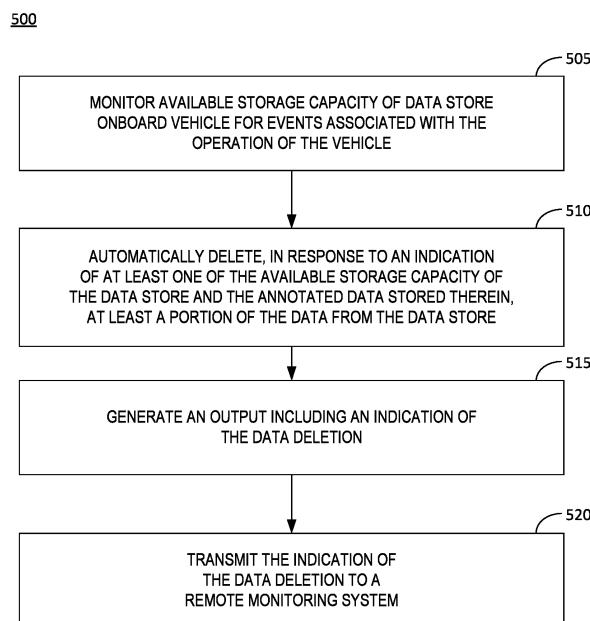 500
505
MONITOR AVAILABLE STORAGE CAPACITY OF DATA STORE
ONBOARD VEHICLE FOR EVENTS ASSOCIATED WITH THE
OPERATION OF THE VEHICLE
510
AUTOMATICALLY DELETE, IN RESPONSE TO AN INDICATION
OF AT LEAST ONE OF THE AVAILABLE STORAGE CAPACITY OF
THE DATA STORE AND THE ANNOTATED DATA STORED THEREIN,
AT LEAST A PORTION OF THE DATA FROM THE DATA STORE
515
GENERATE AN OUTPUT INCLUDING AN INDICATION OF
THE DATA DELETION
520
TRANSMIT THE INDICATION OF
THE DATA DELETION TO A
REMOTE MONITORING SYSTEM